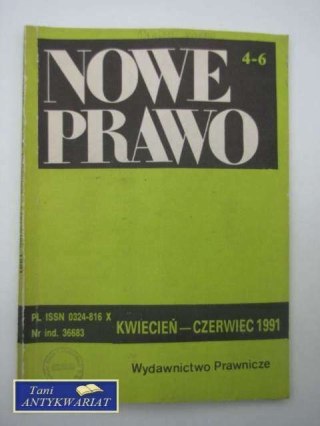 4-6
NOWE
PRAWO
PL ISSN 0324-816 X
Nr ind. 36683
KWIECIEŃ — CZERWIEC 1991
Wydawnictwo Prawnicze
Tani
ANTYKWARIAT